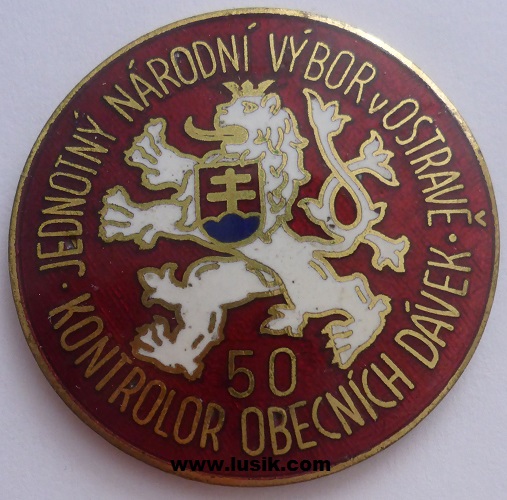 · JEDNOTNÝ NÁRODNÍ VÝBOR v OSTRAVĚ ·
KONTROLOR OBECNÍCH DÁVEK
50
www.lusik.com